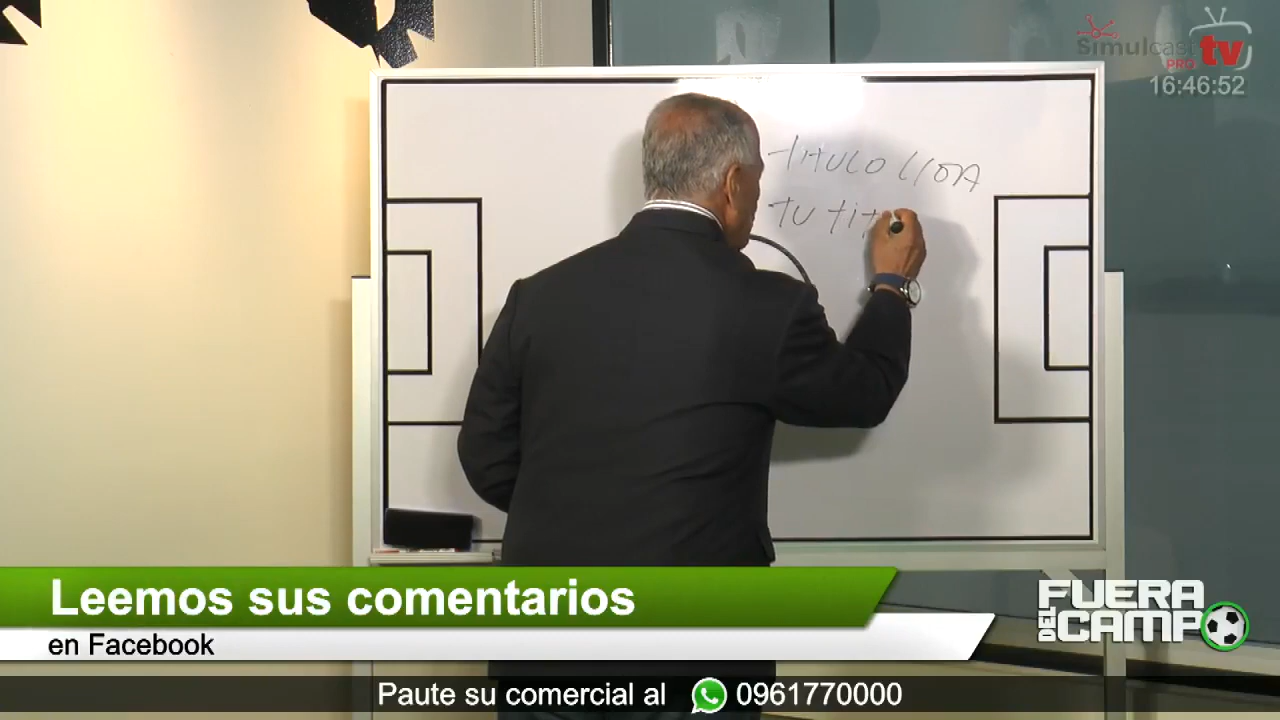 Simulcast tv
PRO
16:46:52
TITULO
TU TIT
Leemos sus comentarios
en Facebook
FUERA
DEL CAMPO
Paute su comercial al 0961770000